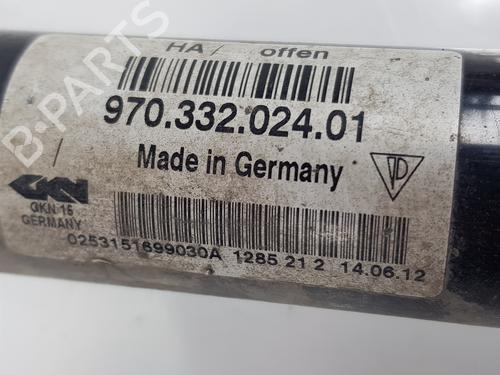 HA/ offen
970.332.024.01
Made in Germany
/
GKN
GKN 15
GERMANY
0253151699030A 1285 21 2 14.06.12
B-PARTS